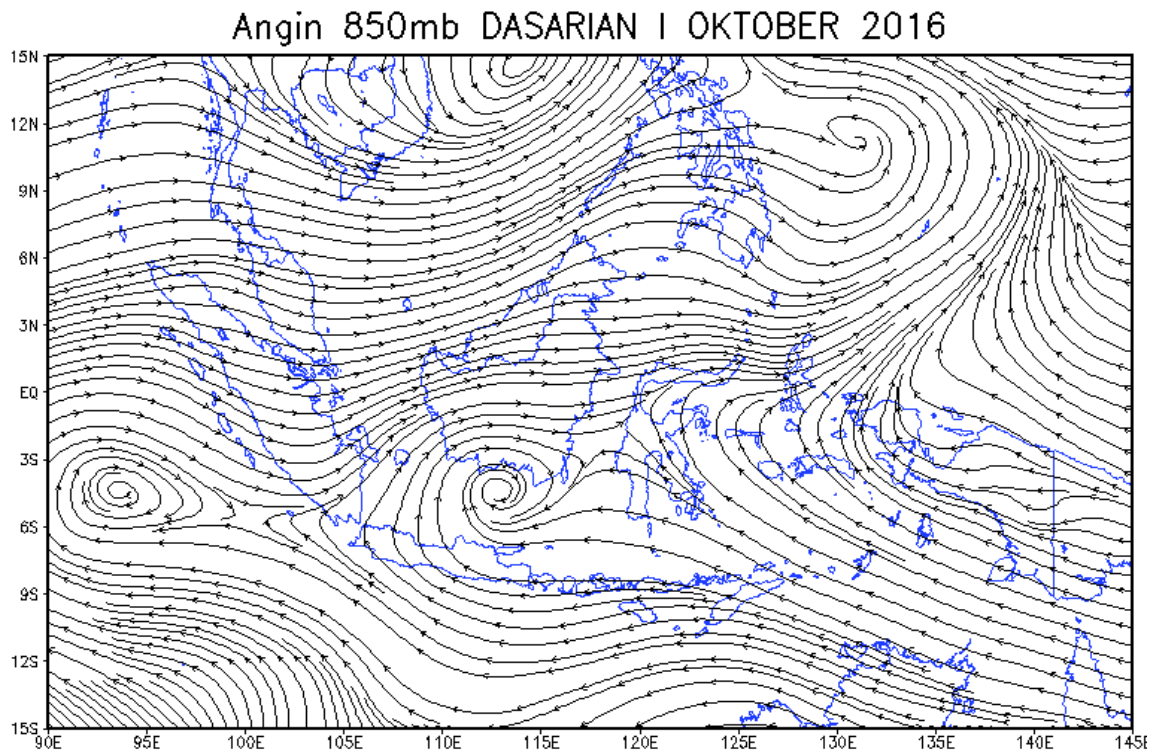 Angin 850mb DASARIAN I OKTOBER 2016
15N
12N
9N
6N
3N
EQ
3S
6S
9S
12S
15S
90E 95E 100E 105E 110E 115E 120E 125E 130E 135E 140E 145E